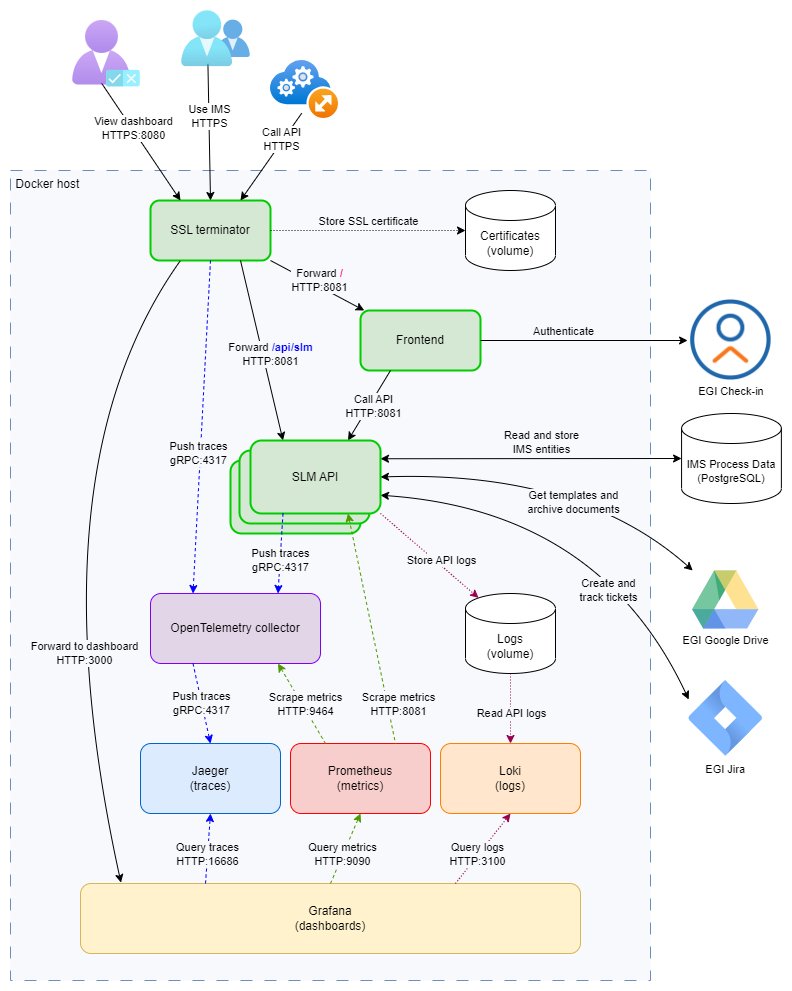 View dashboard
HTTPS:8080
Use IMS
HTTPS
Call API
HTTPS
Docker host
SSL terminator
Store SSL certificate
Certificates
(volume)
Forward /
HTTP:8081
Frontend
Authenticate
EGI Check-in
Forward /api/slm
HTTP:8081
Call API
HTTP:8081
Push traces
gRPC:4317
SLM API
Read and store
IMS entities
IMS Process Data
(PostgreSQL)
Get templates and
archive documents
Push traces
gRPC:4317
Store API logs
Create and
track tickets
EGI Google Drive
OpenTelemetry collector
Logs
(volume)
Forward to dashboard
HTTP:3000
Push traces
gRPC:4317
Scrape metrics
HTTP:9464
Scrape metrics
HTTP:8081
Read API logs
EGI Jira
Jaeger
(traces)
Prometheus
(metrics)
Loki
(logs)
Query traces
HTTP:16686
Query metrics
HTTP:9090
Query logs
HTTP:3100
Grafana
(dashboards)